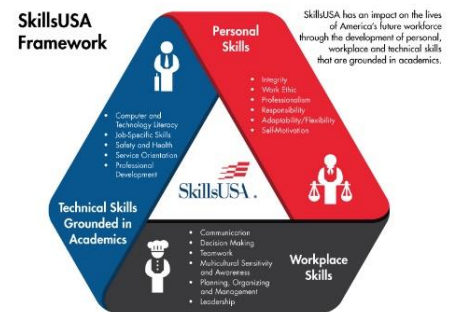 SkillsUSA
Framework
SkillsUSA has an impact on the lives
of America's future workforce
through the development of personal,
workplace and technical skills
that are grounded in academics.
Personal
Skills
• Integrity
• Work Ethic
• Professionalism
• Responsibility
• Adaptability/Flexibility
• Self-Motivation
• Computer and
Technology Literacy
• Job-Specific Skills
• Safety and Health
• Service Orientation
• Professional
Development
SkillsUSA.
Technical Skills
Grounded in
Academics
• Communication
• Decision Making
• Teamwork
• Multicultural Sensitivity
and Awareness
• Planning, Organizing
and Management
• Leadership
Workplace
Skills